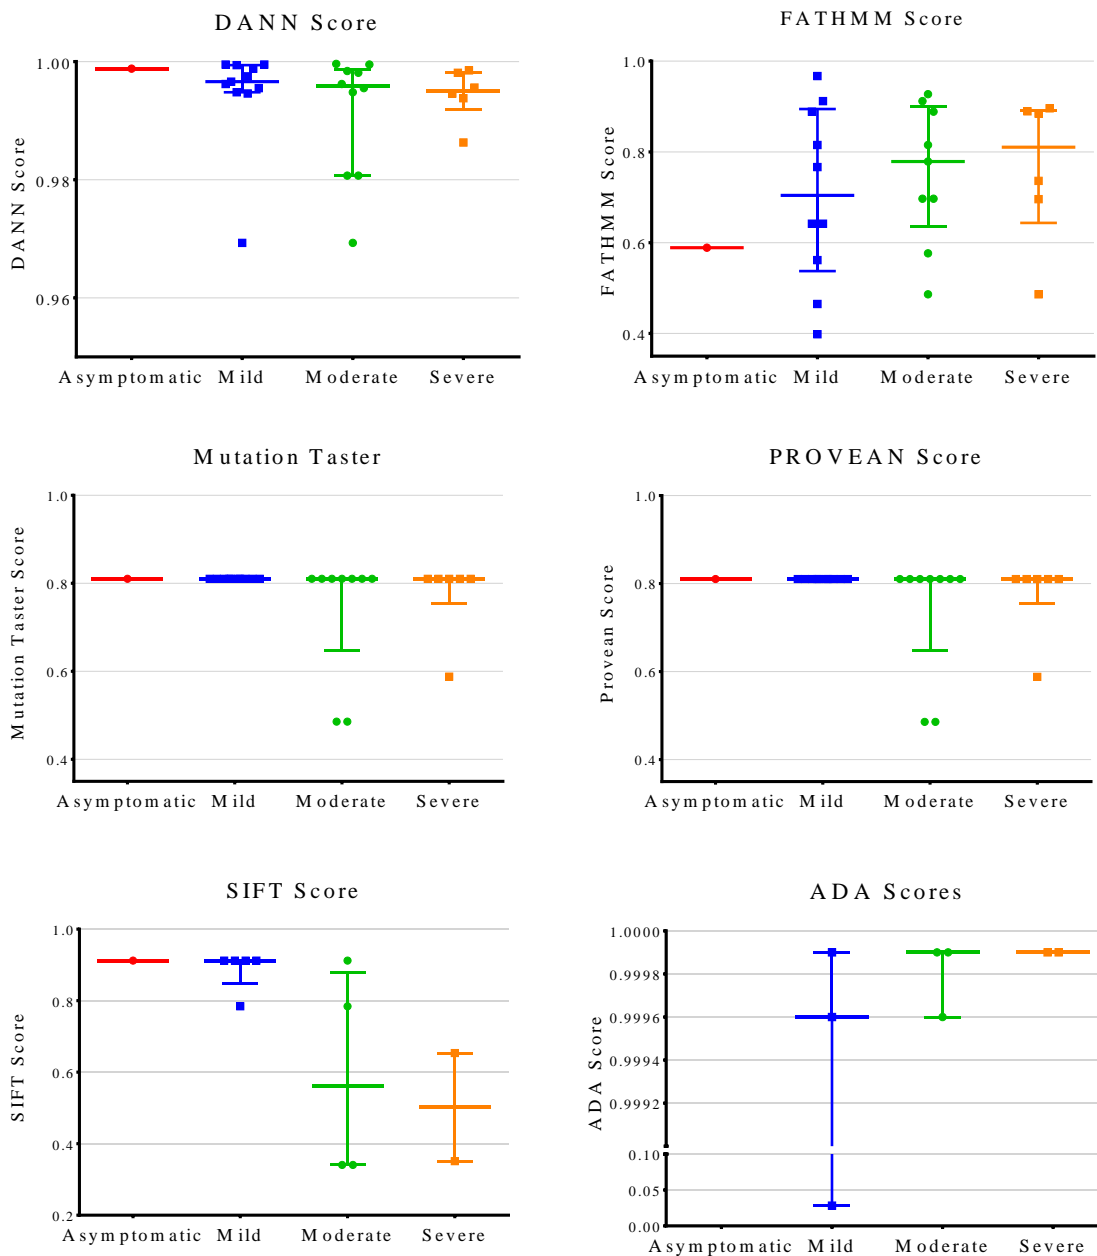 DANN Score
DANN Score
1.00
0.98
0.96
Asymptomatic Mild Moderate Severe
FATHMM Score
FATHMM Score
1.0
0.8
0.6
0.4
Asymptomatic Mild Moderate Severe
Mutation Taster
Mutation Taster Score
1.0
0.8
0.6
0.4
Asymptomatic Mild Moderate Severe
PROVEAN Score
Provean Score
1.0
0.8
0.6
0.4
Asymptomatic Mild Moderate Severe
SIFT Score
SIFT Score
1.0
0.8
0.6
0.4
0.2
Asymptomatic Mild Moderate Severe
ADA Scores
ADA Score
1.0000
0.9998
0.9996
0.9994
0.9992
0.10
0.05
0.00
Asymptomatic Mild Moderate Severe